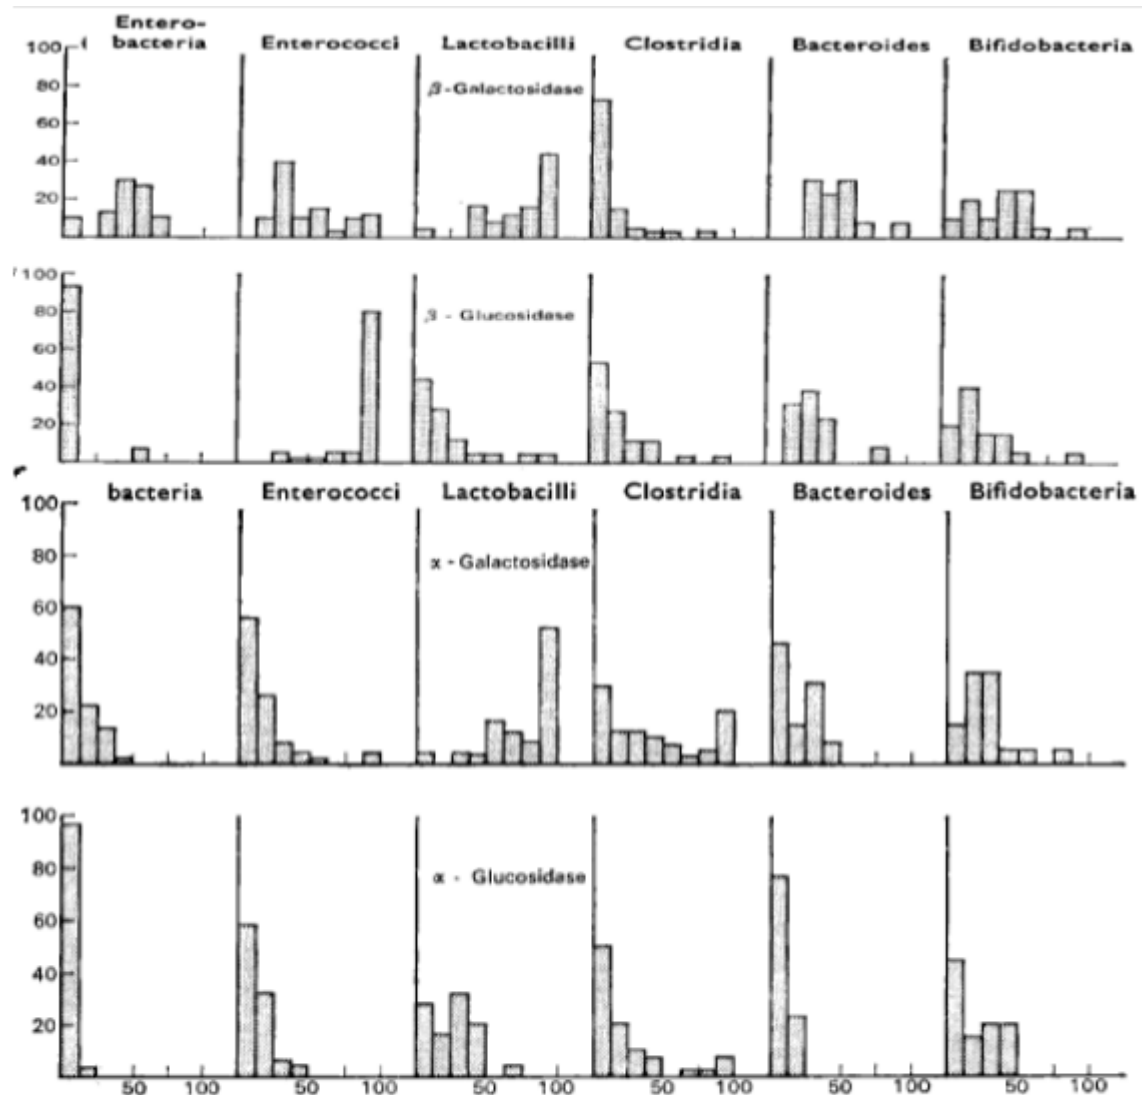 Entero-
bacteria Enterococci Lactobacilli Clostridia Bacteroides Bifidobacteria
100
β-Galactosidase
80
60
40
20
100
β - Glucosidase
80
60
40
20
bacteria Enterococci Lactobacilli Clostridia Bacteroides Bifidobacteria
100
α - Galactosidase
80
60
40
20
100
α - Glucosidase
80
60
40
20
50 100 50 100 50 100 50 100 50 100 50 100